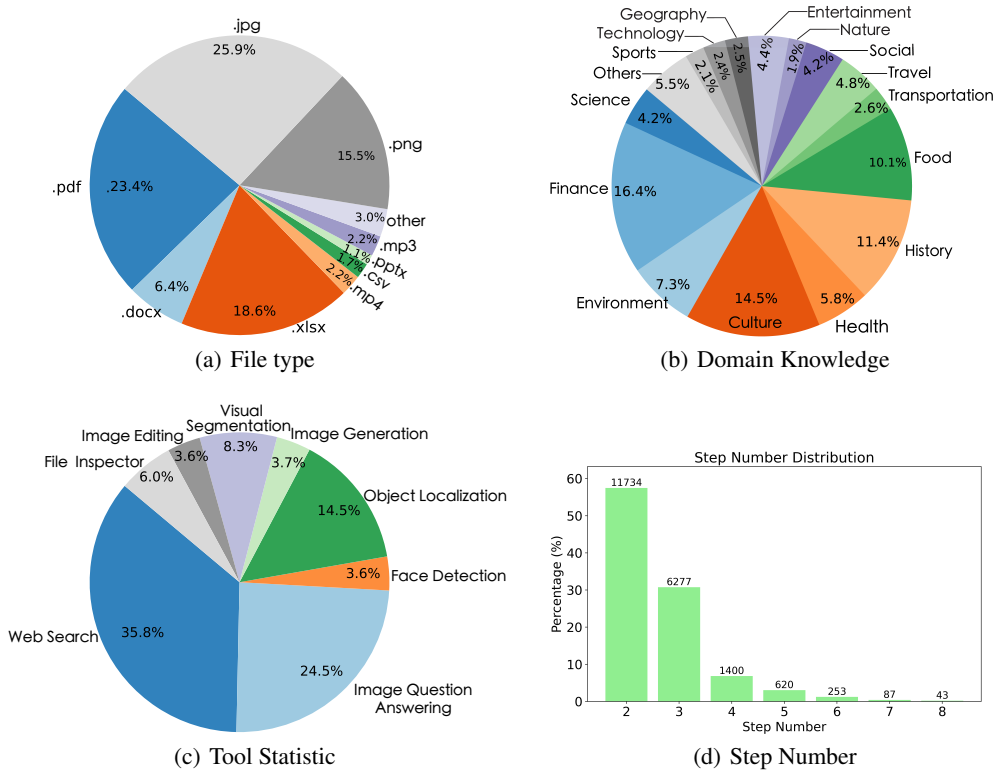 .jpg
25.9%
.png
15.5%
other
3.0%
.mp3
2.2%
.pptx
1.1%
.csv
1.7%
.mp4
2.2%
.xlsx
18.6%
.docx
6.4%
.pdf
23.4%
(a) File type
Entertainment
4.4%
Nature
1.9%
Social
4.2%
Travel
4.8%
Transportation
2.6%
Food
10.1%
History
11.4%
Health
5.8%
Culture
14.5%
Environment
7.3%
Finance
16.4%
Science
4.2%
Others
5.5%
Sports
2.1%
Technology
2.4%
Geography
2.5%
(b) Domain Knowledge
Visual
Segmentation
8.3%
Image Generation
3.7%
Object Localization
14.5%
Face Detection
3.6%
Image Question
Answering
24.5%
Web Search
35.8%
File Inspector
6.0%
Image Editing
3.6%
(c) Tool Statistic
Step Number Distribution
Percentage (%)
60
50
40
30
20
10
0
11734
6277
1400
620
253
87
43
2 3 4 5 6 7 8
Step Number
(d) Step Number